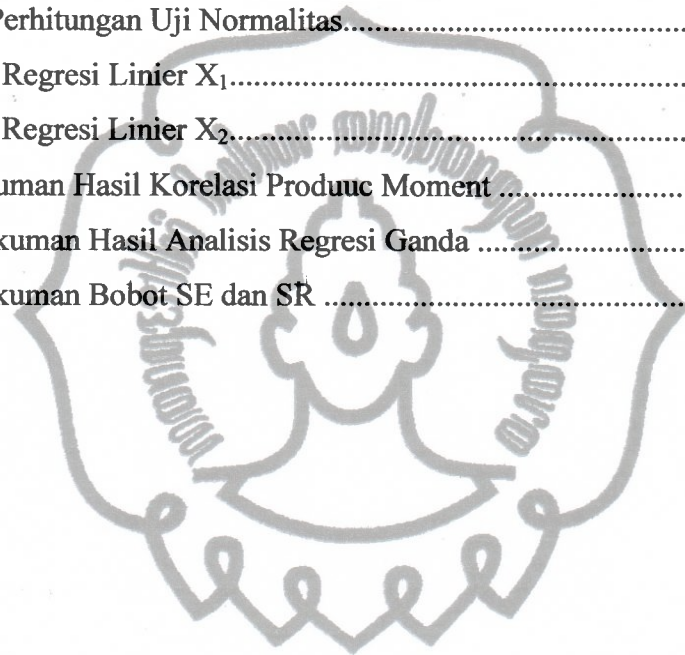 Perhitungan Uji Normalitas................................................
Regresi Linier X₁................................................................
Regresi Linier X₂................................................................
uman Hasil Korelasi Produuc Moment ..........................
kuman Hasil Analisis Regresi Ganda .............................
kuman Bobot SE dan SR ..................................................